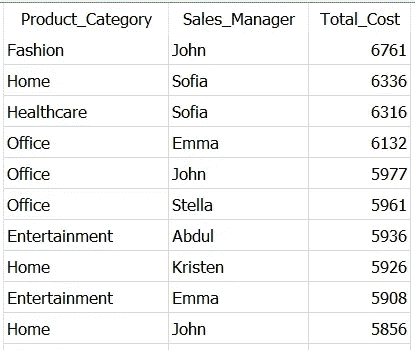 Product_Category Sales_Manager Total_Cost
Fashion John 6761
Home Sofia 6336
Healthcare Sofia 6316
Office Emma 6132
Office John 5977
Office Stella 5961
Entertainment Abdul 5936
Home Kristen 5926
Entertainment Emma 5908
Home John 5856